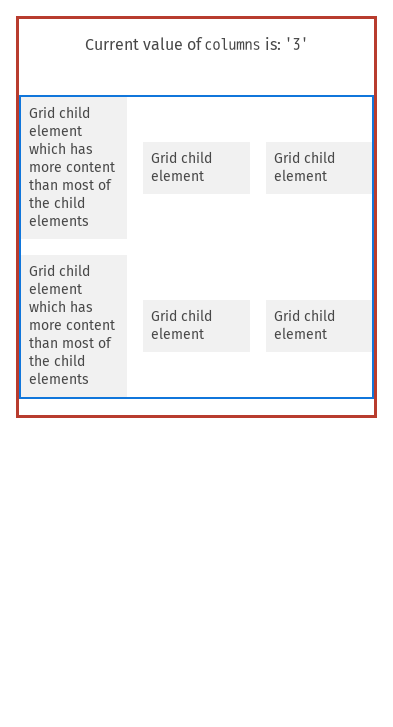 Current value of columns is: '3'
Grid child
element
which has
more content
than most of
the child
elements
Grid child
element
Grid child
element
Grid child
element
which has
more content
than most of
the child
elements
Grid child
element
Grid child
element